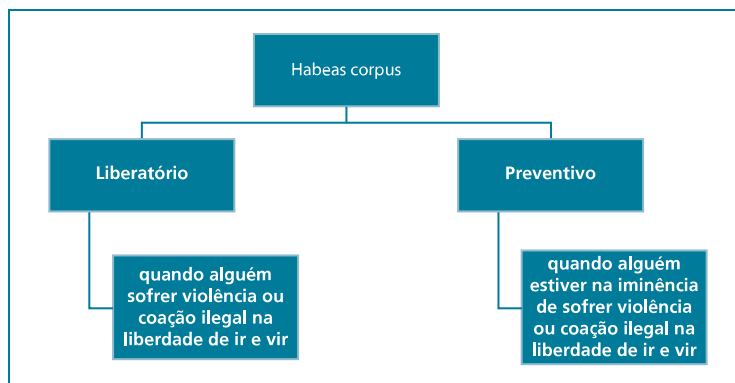 Habeas corpus
Liberatório
Preventivo
quando alguém
sofrer violência ou
coação ilegal na
liberdade de ir e vir
quando alguém
estiver na iminência
de sofrer violência
ou coação ilegal na
liberdade de ir e vir